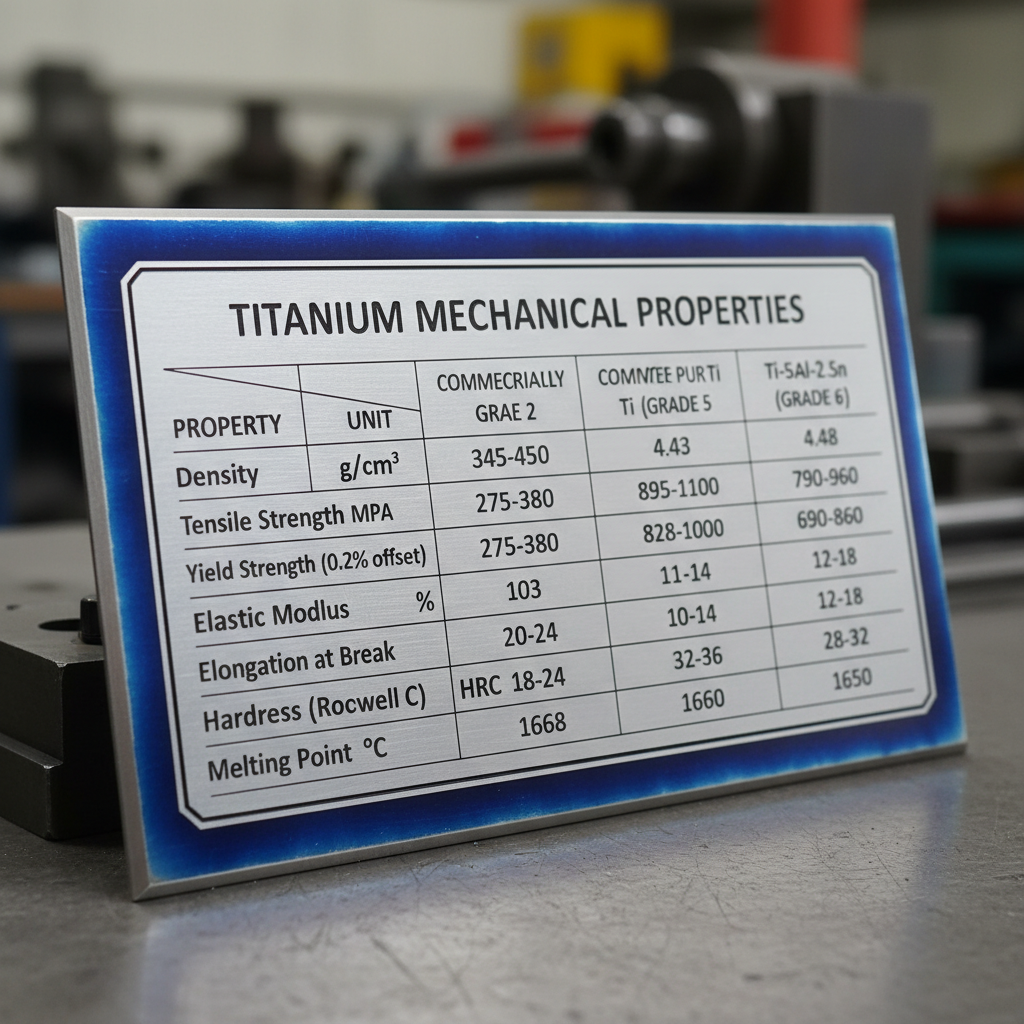 TITANIUM MECHANICAL PROPERTIES
PROPERTY UNIT COMMECRIALLY GRAE 2 COMNTEE PUR Ti Ti (GRADE 5 Ti-5Al-2.5n (GRADE 6)
Density g/cm³ 345-450 4.43 4.48
Tensile Strength MPA 275-380 895-1100 790-960
Yield Strength (0.2% offset) 275-380 828-1000 690-860
Elastic Modlus % 103 11-14 12-18
Elongation at Break 20-24 10-14 12-18
Hardress (Rocwell C) HRC 18-24 32-36 28-32
Melting Point °C 1668 1660 1650